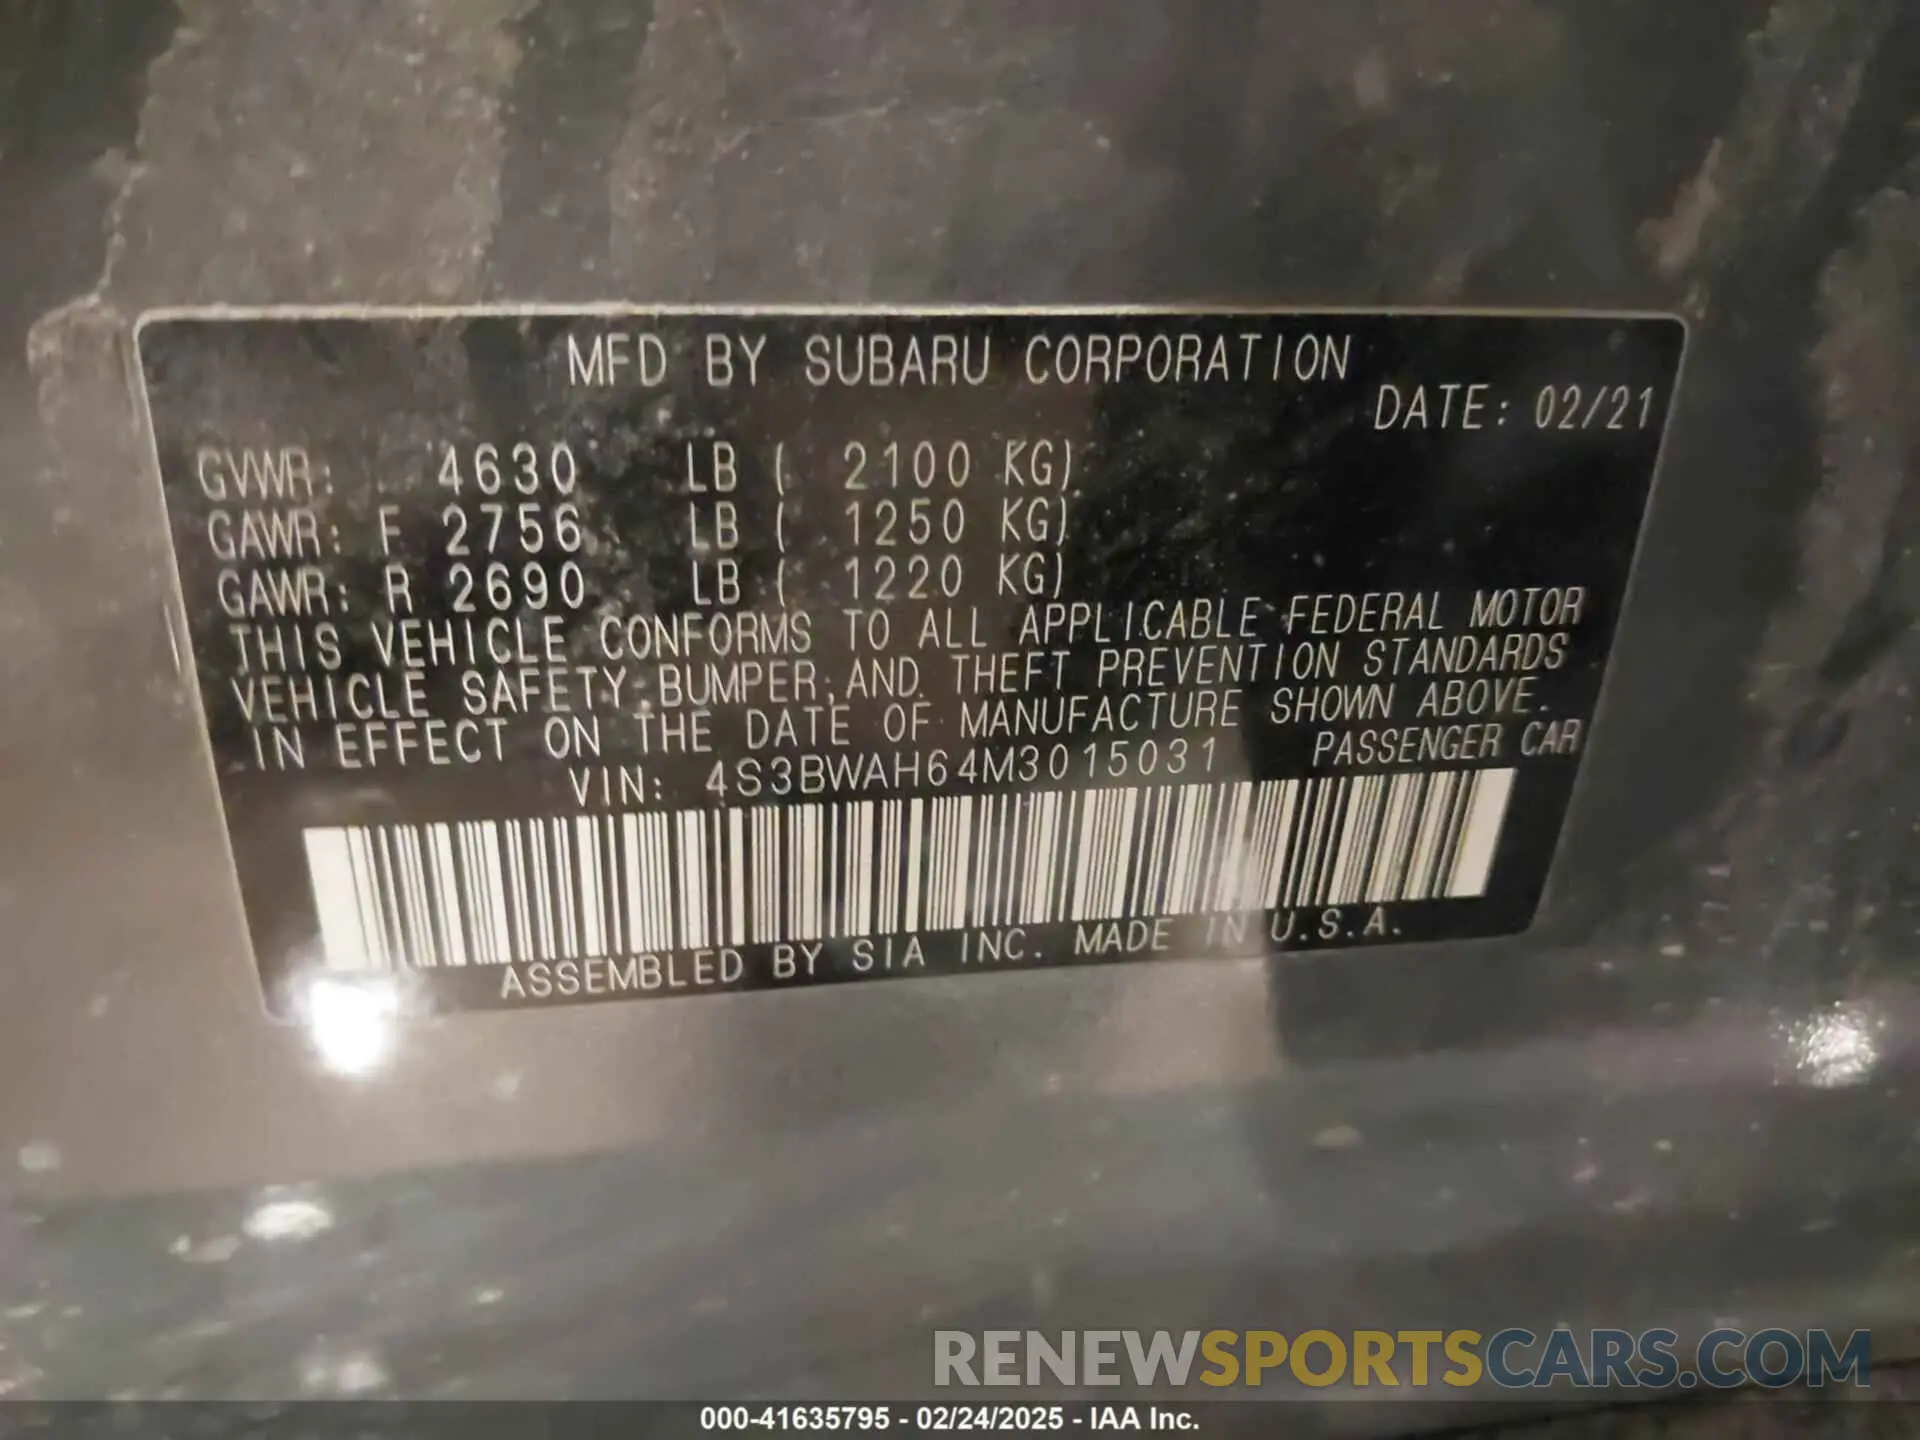 MFD BY SUBARU CORPORATION
DATE: 02/21
GVWR: 4630 LB ( 2100 KG)
GAWR: F 2756 LB ( 1250 KG)
GAWR: R 2690 LB ( 1220 KG)
THIS VEHICLE CONFORMS TO ALL APPLICABLE FEDERAL MOTOR
VEHICLE SAFETY, BUMPER, AND THEFT PREVENTION STANDARDS
IN EFFECT ON THE DATE OF MANUFACTURE SHOWN ABOVE.
VIN: 4S3BWAH64M3015031 PASSENGER CAR
ASSEMBLED BY SIA INC. MADE IN U.S.A.
RENEWSPORTSCARS.COM
000-41635795 - 02/24/2025 - IAA Inc.